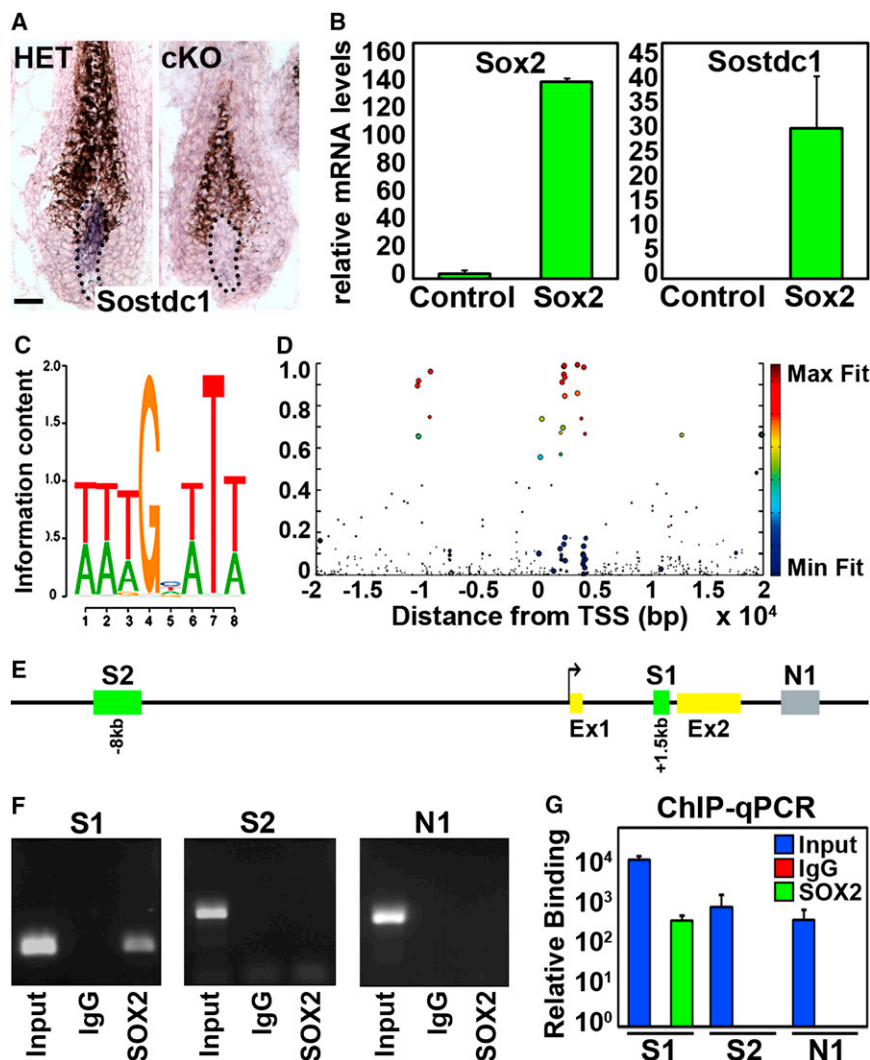 A
HET
cKO
Sostdc1
B
relative mRNA levels
160
140
120
100
80
60
40
20
0
Sox2
Control
Sox2
45
40
35
30
25
20
15
10
5
0
Sostdc1
Control
Sox2
C
Information content
2.0
1.5
1.0
0.5
0.0
T T T G T T T
A A A A A
1 2 3 4 5 6 7 8
D
1.0
0.8
0.6
0.4
0.2
0
-2 -1.5 -1 -0.5 0 0.5 1 1.5 2
Distance from TSS (bp) x 10⁴
Max Fit
Min Fit
E
S2
-8kb
Ex1
S1
+1.5kb
Ex2
N1
F
S1
Input
IgG
SOX2
S2
Input
IgG
SOX2
N1
Input
IgG
SOX2
G
ChIP-qPCR
Relative Binding
10⁴
10³
10²
10¹
10⁰
Input
IgG
SOX2
S1
S2
N1